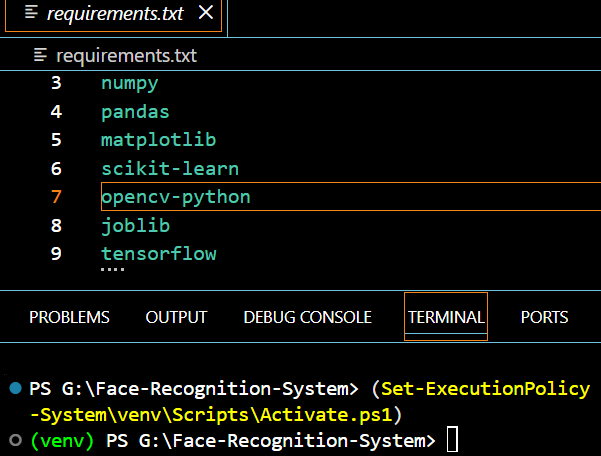 requirements.txt
requirements.txt
3 numpy
4 pandas
5 matplotlib
6 scikit-learn
7 opencv-python
8 joblib
9 tensorflow
PROBLEMS OUTPUT DEBUG CONSOLE TERMINAL PORTS
PS G:\Face-Recognition-System> (Set-ExecutionPolicy
-System\venv\Scripts\Activate.ps1)
(venv) PS G:\Face-Recognition-System>